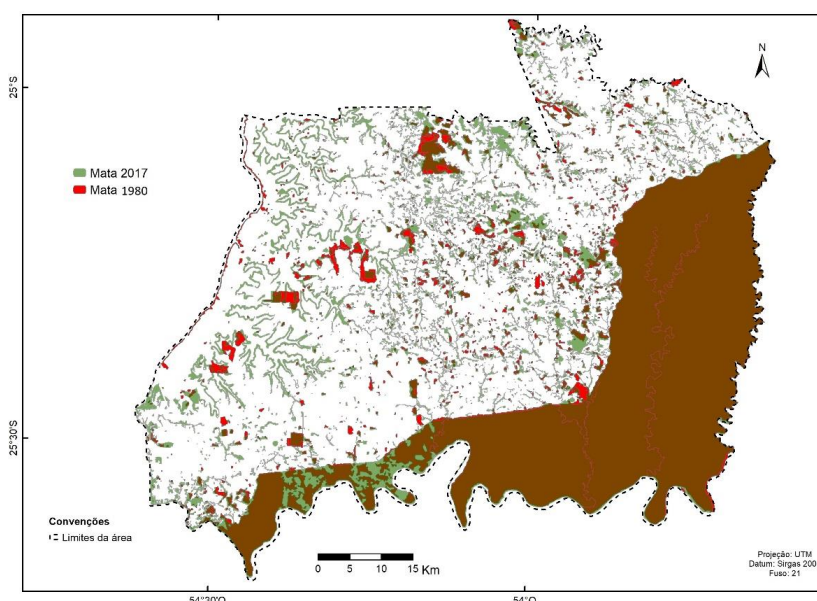 N
25°S
Mata 2017
Mata 1980
25°30'S
Convenções
Limites da área
0 5 10 15 Km
Projeção: UTM
Datum: Sirgas 200
Fuso: 21
54°30'O
54°O